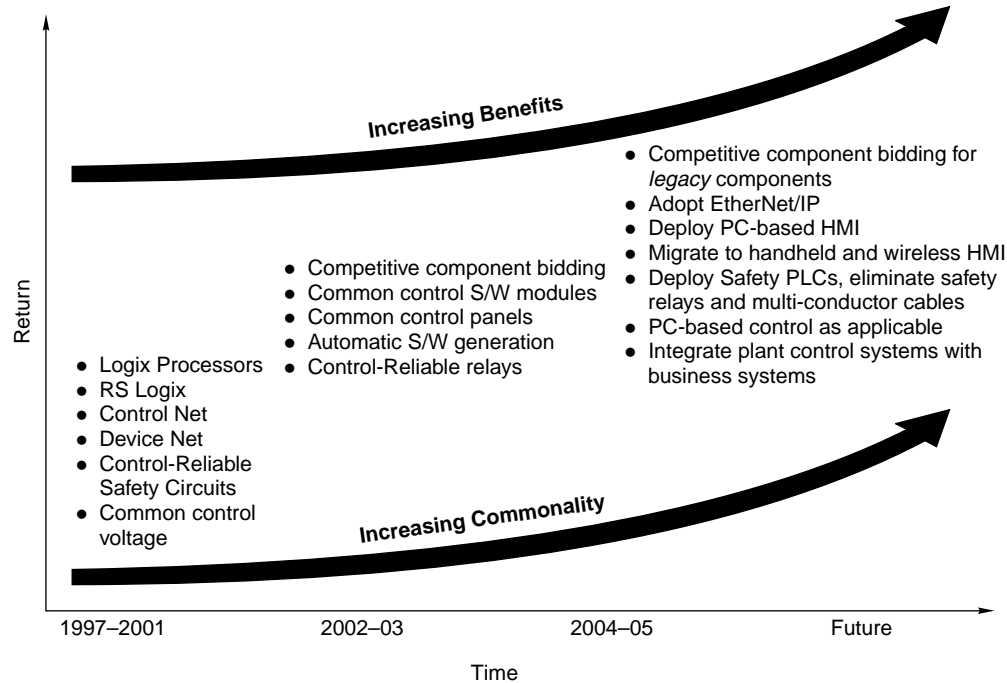 Increasing Benefits
● Competitive component bidding for
legacy components
● Adopt EtherNet/IP
● Deploy PC-based HMI
● Migrate to handheld and wireless HMI
● Deploy Safety PLCs, eliminate safety
relays and multi-conductor cables
● PC-based control as applicable
● Integrate plant control systems with
business systems
● Competitive component bidding
● Common control S/W modules
● Common control panels
● Automatic S/W generation
● Control-Reliable relays
Return
● Logix Processors
● RS Logix
● Control Net
● Device Net
● Control-Reliable
Safety Circuits
● Common control
voltage
Increasing Commonality
1997–2001
2002–03
2004–05
Future
Time